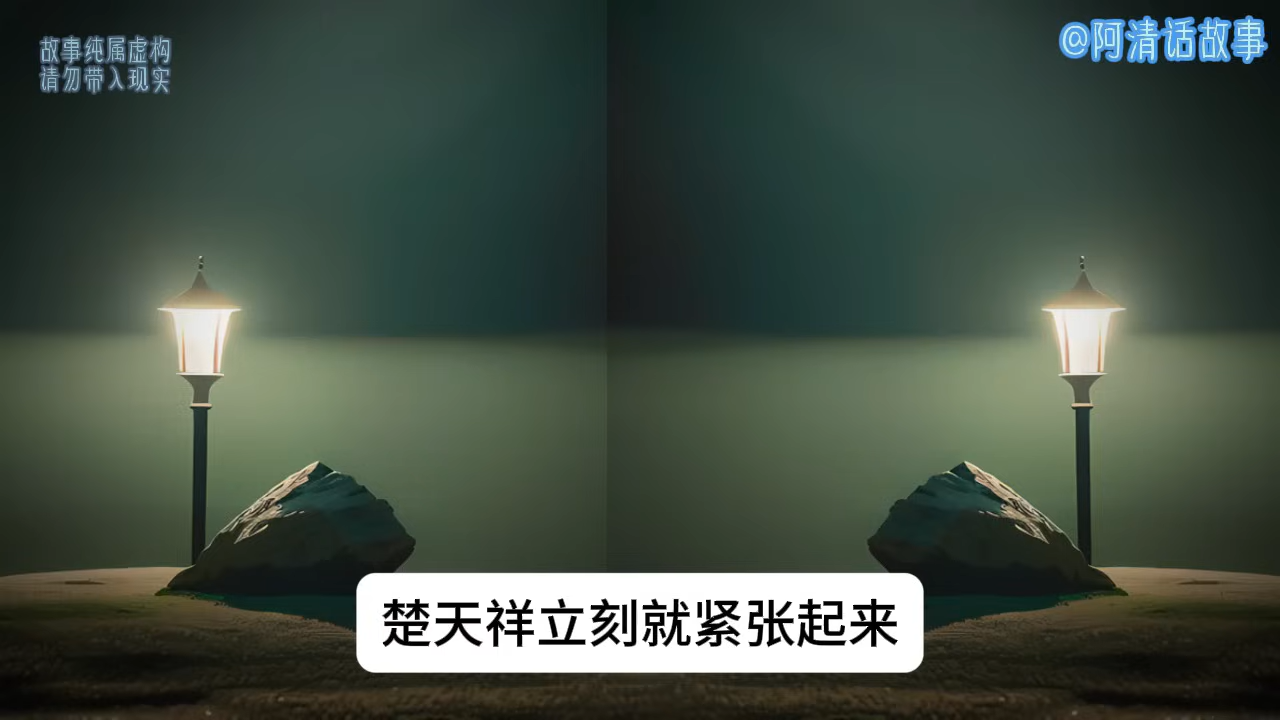 故事纯属虚构
请勿带入现实
@阿清话故事
楚天祥立刻就紧张起来